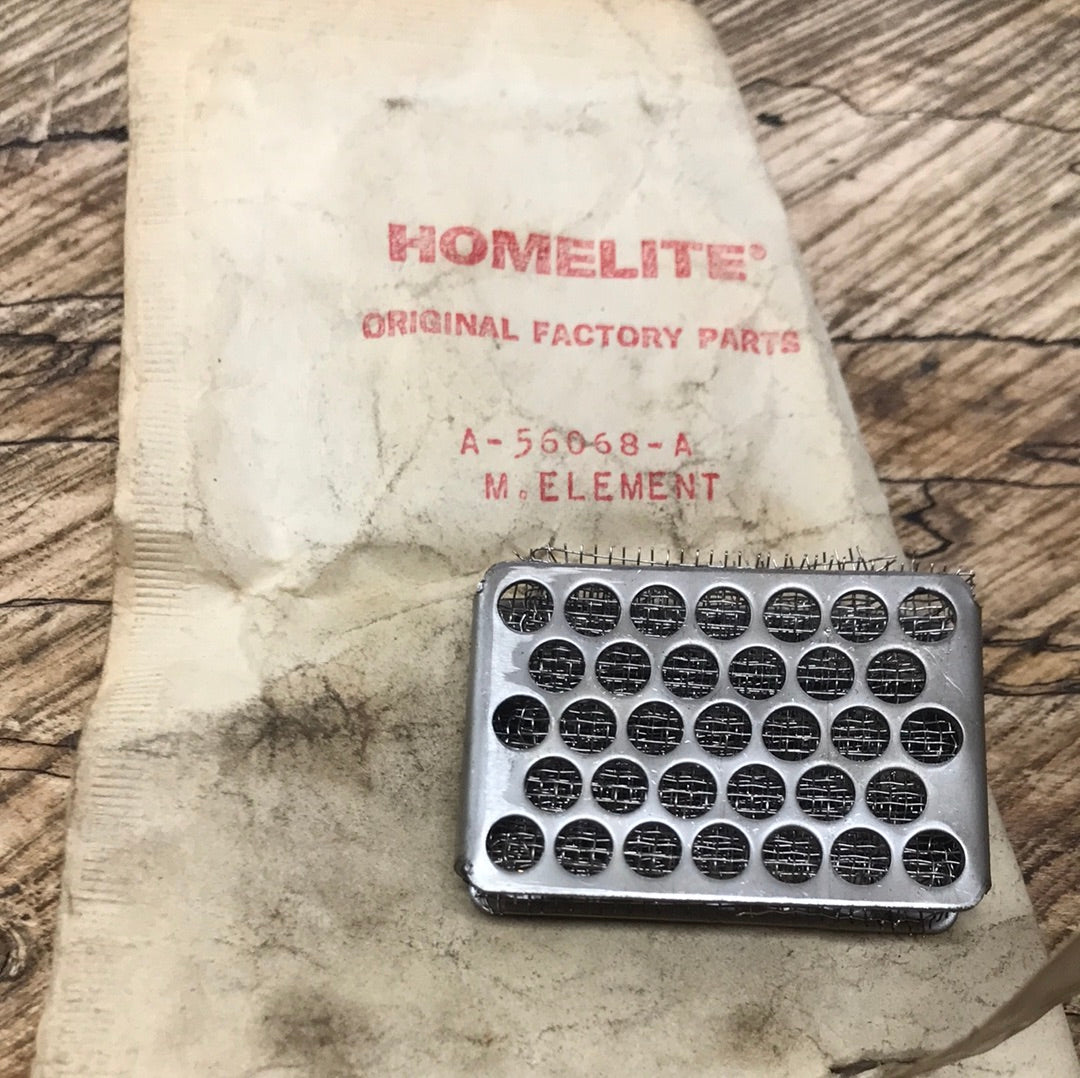 HOMELITE®
ORIGINAL FACTORY PARTS
A-56068-A
M. ELEMENT